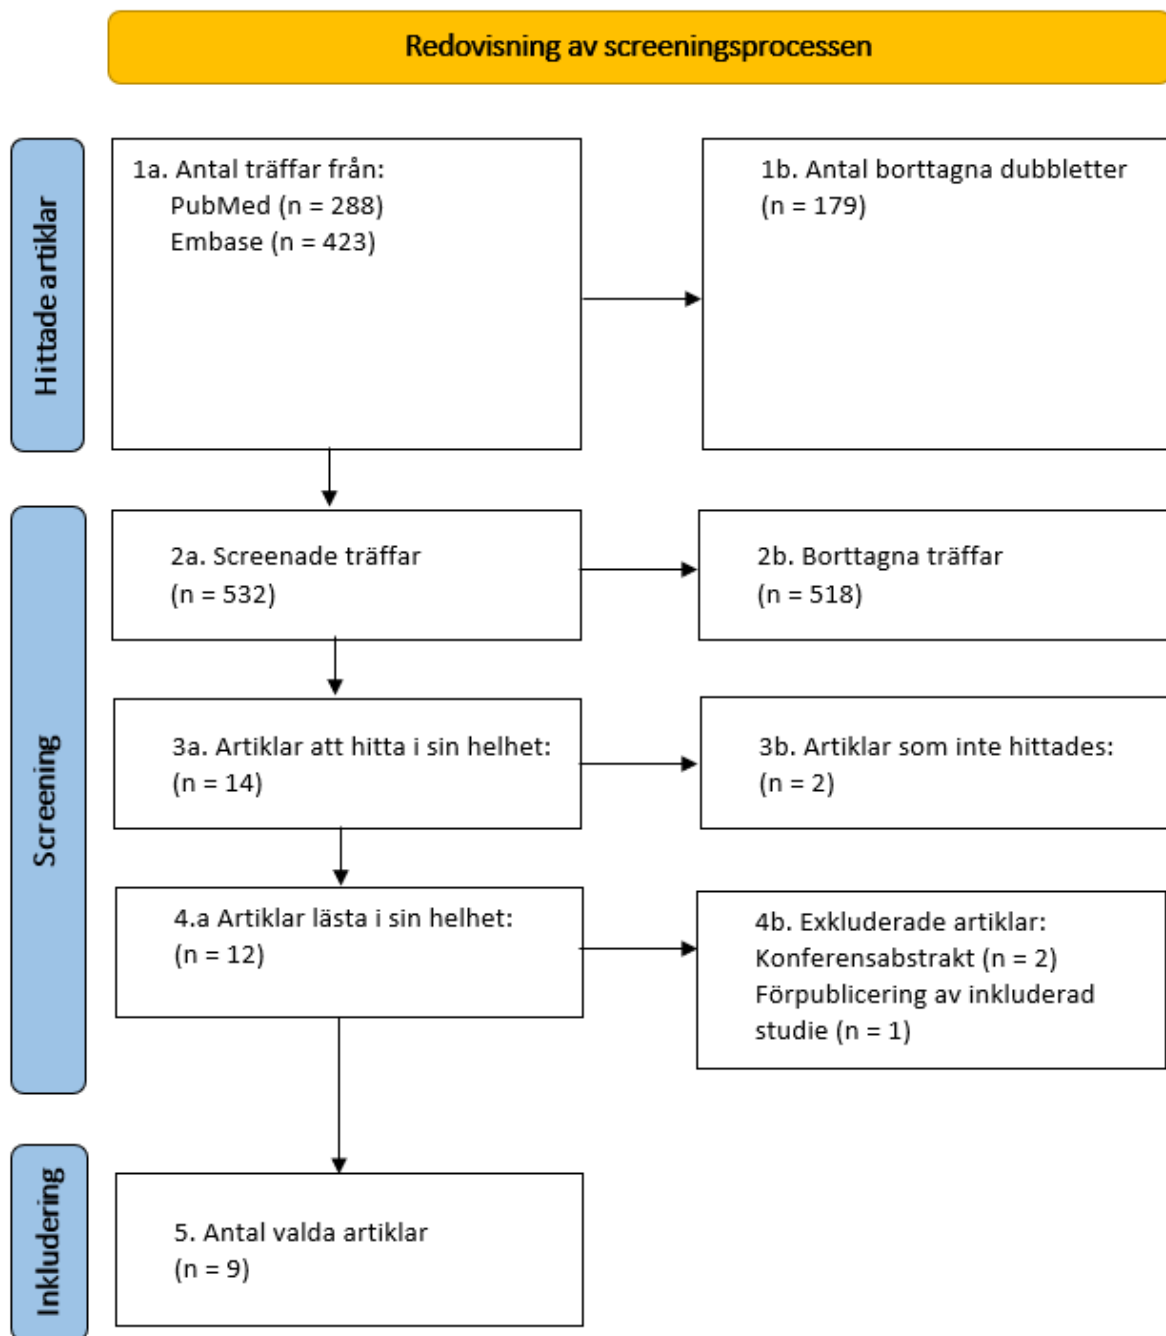 Redovisning av screeningsprocessen
Hittade artiklar
1a. Antal träffar från:
PubMed (n = 288)
Embase (n = 423)
1b. Antal borttagna dubbletter
(n = 179)
Screening
2a. Screenade träffar
(n = 532)
2b. Borttagna träffar
(n = 518)
3a. Artiklar att hitta i sin helhet:
(n = 14)
3b. Artiklar som inte hittades:
(n = 2)
4.a Artiklar lästa i sin helhet:
(n = 12)
4b. Exkluderade artiklar:
Konferensabstrakt (n = 2)
Förpublicering av inkluderad
studie (n = 1)
Inkludering
5. Antal valda artiklar
(n = 9)